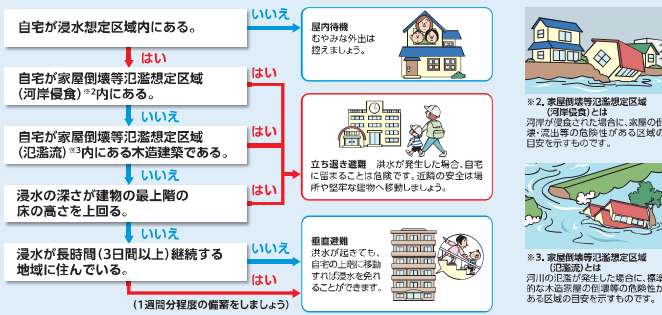 自宅が浸水想定区域内にある。
いいえ
屋内待機
むやみな外出は
控えましょう。
はい
自宅が家屋倒壊等氾濫想定区域
(河岸侵食)※2内にある。
はい
いいえ
自宅が家屋倒壊等氾濫想定区域
(氾濫流)※3内にある木造建築である。
はい
いいえ
浸水の深さが建物の最上階の
床の高さを上回る。
はい
立ち退き避難 洪水が発生した場合、自宅
に留まることは危険です。近隣の安全は場
所や堅牢な建物へ移動しましょう。
いいえ
浸水が長時間(3日間以上)継続する
地域に住んでいる。
いいえ
はい
(1週間分程度の備蓄をしましょう)
垂直避難
洪水が起きても、
自宅の上階に移動
すれば浸水を免れ
ることができます。
※2. 家屋倒壊等氾濫想定区域
(河岸侵食)とは
河岸が侵食された場合に、家屋の倒
壊・流出等の危険性がある区域の
目安を示すものです。
※3. 家屋倒壊等氾濫想定区域
(氾濫流)とは
河川の氾濫が発生した場合に、標準
的な木造家屋の倒壊等の危険性が
ある区域の目安を示すものです。